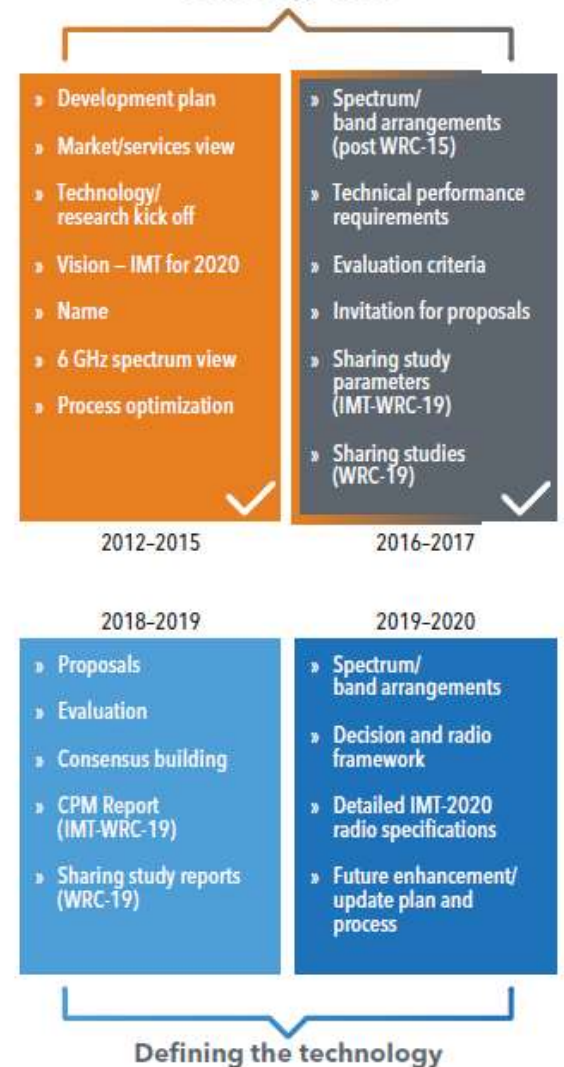 » Development plan
» Market/services view
» Technology/
research kick off
» Vision – IMT for 2020
» Name
» 6 GHz spectrum view
» Process optimization
2012–2015
» Spectrum/
band arrangements
(post WRC-15)
» Technical performance
requirements
» Evaluation criteria
» Invitation for proposals
» Sharing study
parameters
(IMT-WRC-19)
» Sharing studies
(WRC-19)
2016–2017
2018–2019
» Proposals
» Evaluation
» Consensus building
» CPM Report
(IMT-WRC-19)
» Sharing study reports
(WRC-19)
2019–2020
» Spectrum/
band arrangements
» Decision and radio
framework
» Detailed IMT-2020
radio specifications
» Future enhancement/
update plan and
process
Defining the technology